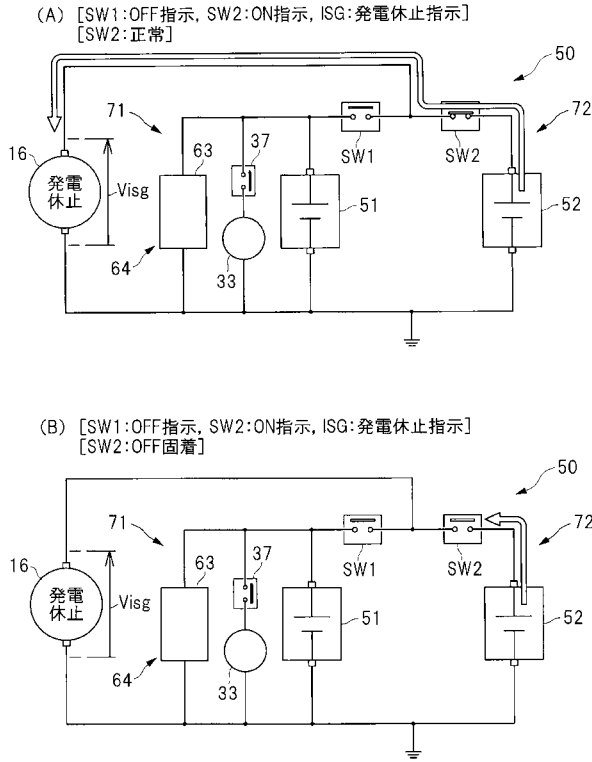 (A) [SW1:OFF指示, SW2:ON指示, ISG:発電休止指示]
[SW2:正常]
50
71
72
63
37
SW1
SW2
16
発電
休止
Visg
51
52
64
33
(B) [SW1:OFF指示, SW2:ON指示, ISG:発電休止指示]
[SW2:OFF固着]
50
71
72
63
37
SW1
SW2
16
発電
休止
Visg
51
52
64
33